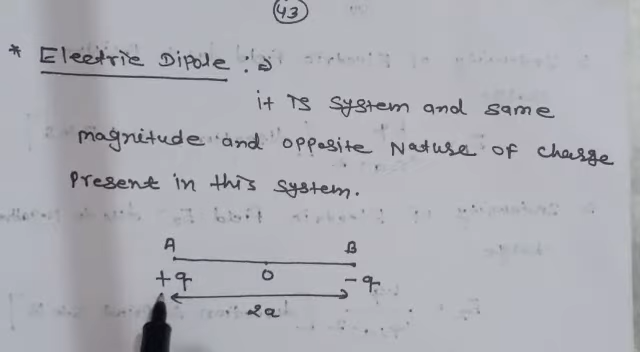 43
* Electric Dipole :→
it is system and same
magnitude and opposite Nature of charge
Present in this system.
A B
+q O -q
2a